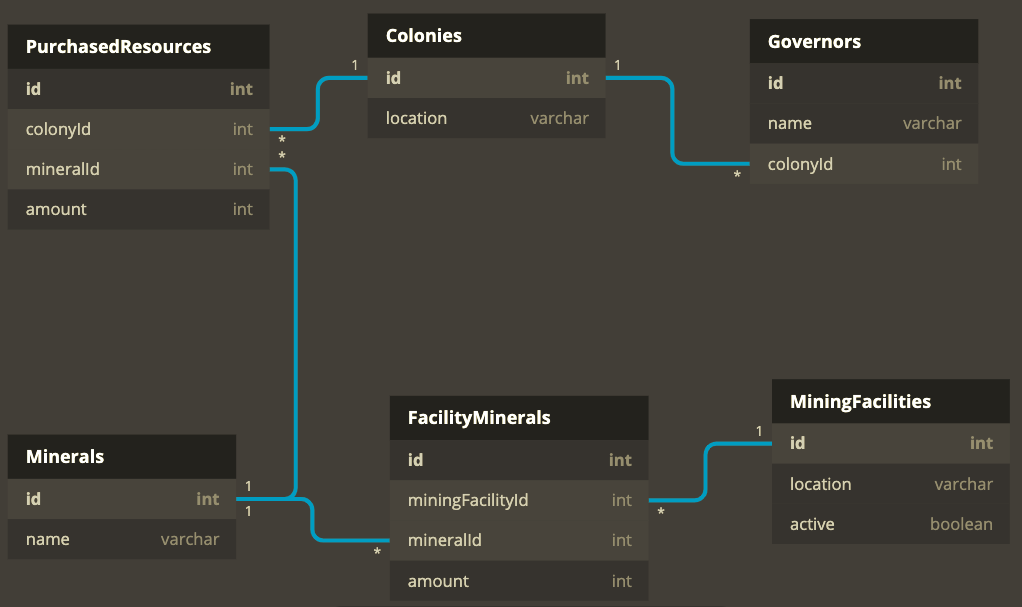 PurchasedResources
id int
colonyId int
mineralId int
amount int
1
*
*
Colonies
id int
location varchar
1
*
Governors
id int
name varchar
colonyId int
Minerals
id int
name varchar
1
1
*
FacilityMinerals
id int
miningFacilityId int
mineralId int
amount int
*
1
MiningFacilities
id int
location varchar
active boolean